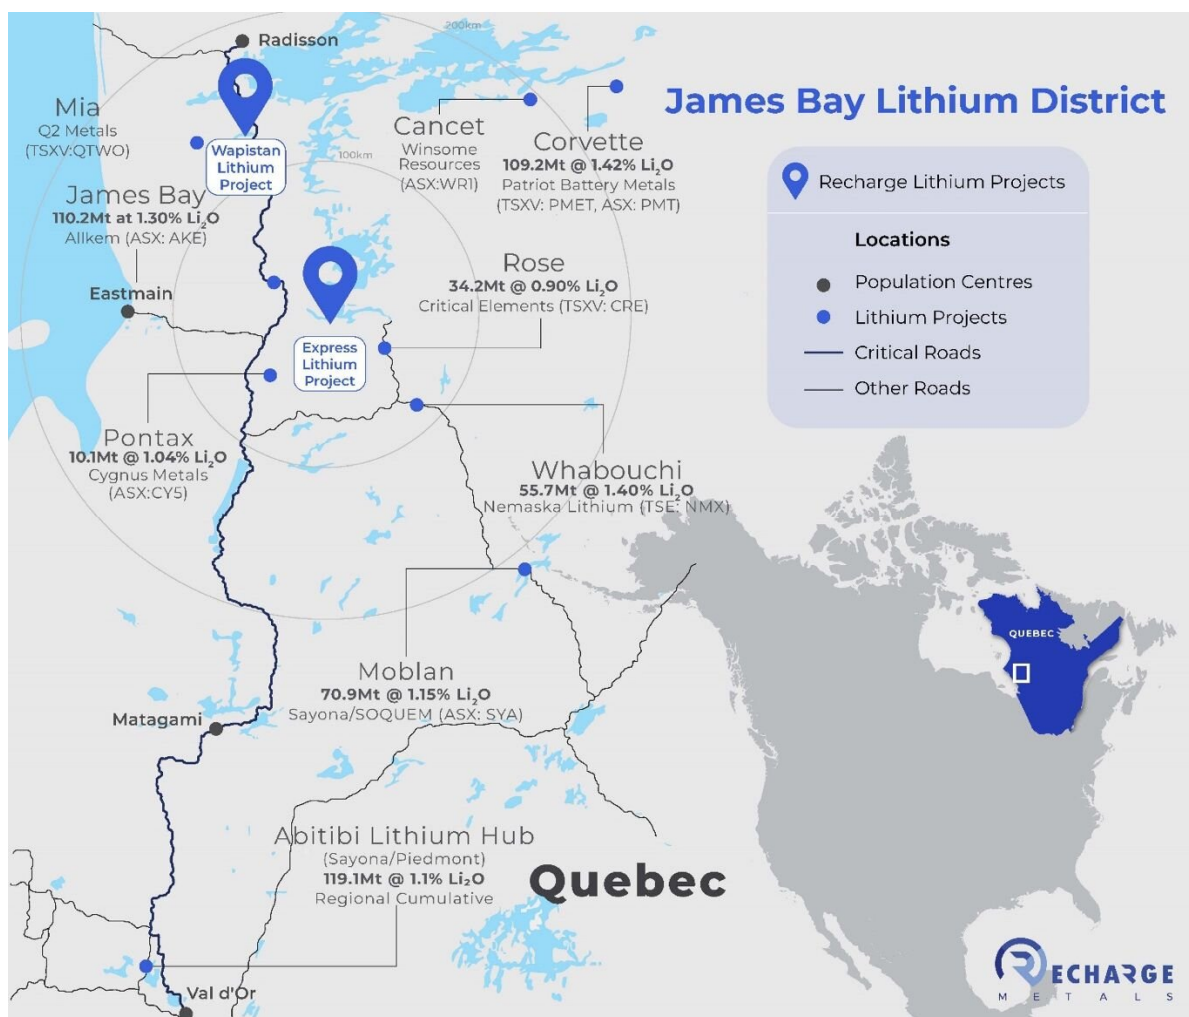 200km
Radisson
James Bay Lithium District
Mia
Q2 Metals
(TSXV:QTWO)
Wapistan
Lithium
Project
100km
Cancet
Winsome
Resources
(ASX:WR1)
Corvette
109.2Mt @ 1.42% Li₂O
Patriot Battery Metals
(TSXV: PMET, ASX: PMT)
Recharge Lithium Projects
Locations
Population Centres
Lithium Projects
Critical Roads
Other Roads
James Bay
110.2Mt at 1.30% Li₂O
Allkem (ASX: AKE)
Eastmain
Rose
34.2Mt @ 0.90% Li₂O
Critical Elements (TSXV: CRE)
Express
Lithium
Project
Pontax
10.1Mt @ 1.04% Li₂O
Cygnus Metals
(ASX:CY5)
Whabouchi
55.7Mt @ 1.40% Li₂O
Nemaska Lithium (TSE: NMX)
QUEBEC
Moblan
70.9Mt @ 1.15% Li₂O
Sayona/SOQUEM (ASX: SYA)
Matagami
Abitibi Lithium Hub
(Sayona/Piedmont)
119.1Mt @ 1.1% Li₂O
Regional Cumulative
Quebec
Val d'Or
RECHARGE
METALS